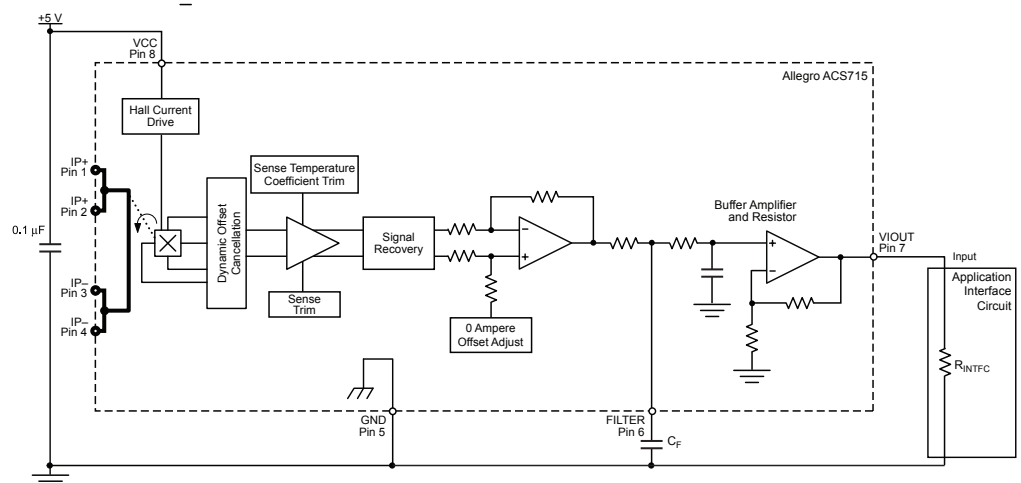 +5 V
VCC
Pin 8
Allegro ACS715
Hall Current
Drive
IP+
Pin 1
IP+
Pin 2
IP–
Pin 3
IP–
Pin 4
0.1 µF
Dynamic Offset
Cancellation
Sense Temperature
Coefficient Trim
Sense
Trim
Signal
Recovery
0 Ampere
Offset Adjust
Buffer Amplifier
and Resistor
VIOUT
Pin 7
Input
Application
Interface
Circuit
RINTFC
GND
Pin 5
FILTER
Pin 6
CF